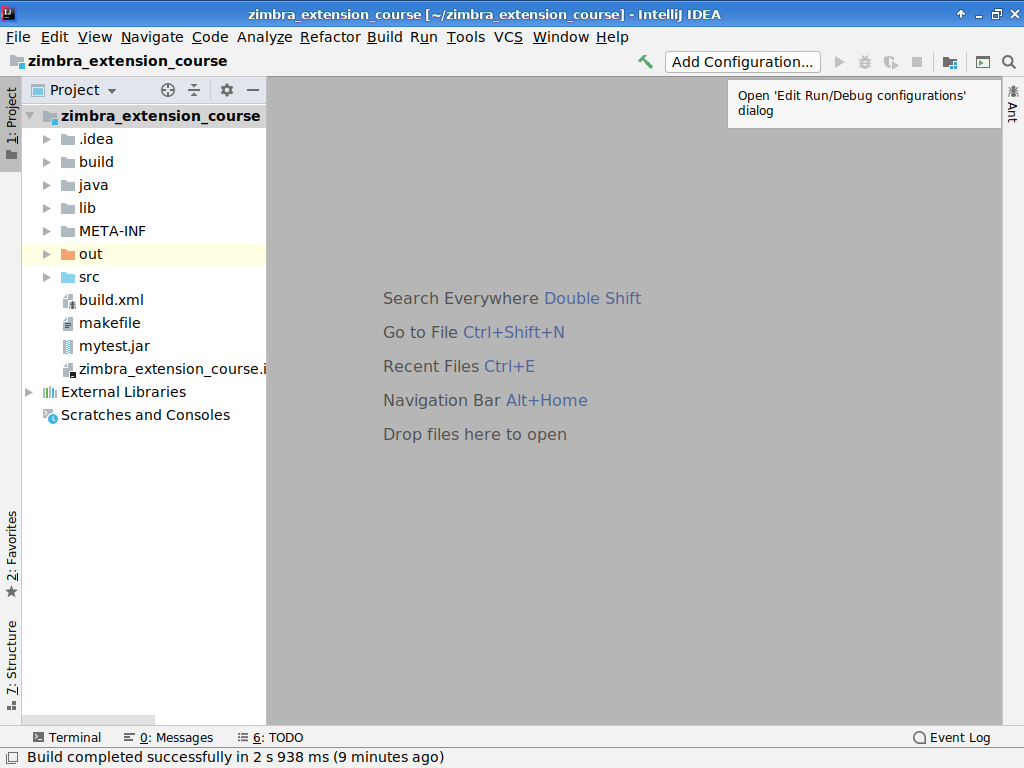 zimbra_extension_course [~/zimbra_extension_course] - IntelliJ IDEA
File Edit View Navigate Code Analyze Refactor Build Run Tools VCS Window Help
zimbra_extension_course
Add Configuration...
Open 'Edit Run/Debug configurations'
dialog
1: Project
Project
zimbra_extension_course
.idea
build
java
lib
META-INF
out
src
build.xml
makefile
mytest.jar
zimbra_extension_course.i
External Libraries
Scratches and Consoles
Search Everywhere Double Shift
Go to File Ctrl+Shift+N
Recent Files Ctrl+E
Navigation Bar Alt+Home
Drop files here to open
Ant
2: Favorites
7: Structure
Terminal 0: Messages 6: TODO Event Log
Build completed successfully in 2 s 938 ms (9 minutes ago)